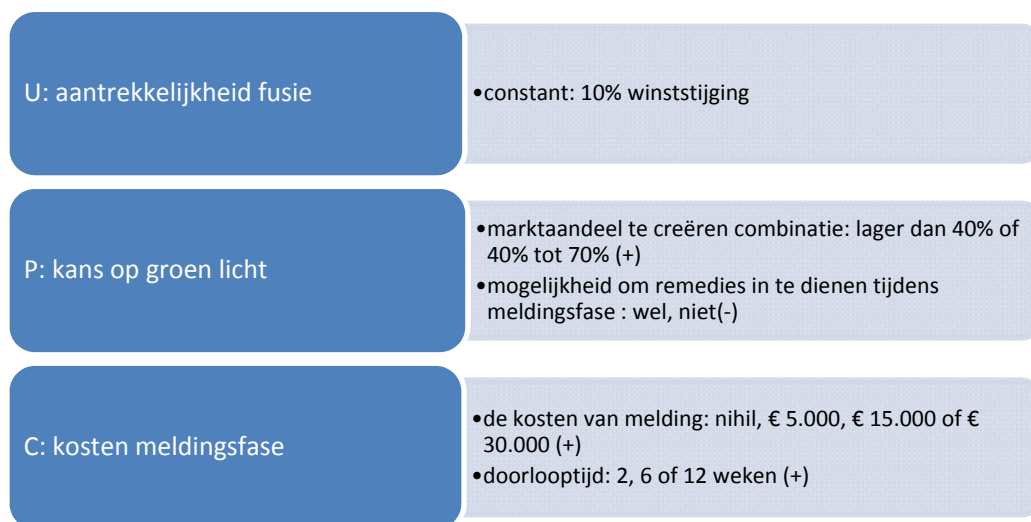 U: aantrekkelijkheid fusie
•constant: 10% winststijging
P: kans op groen licht
•marktaandeel te creëren combinatie: lager dan 40% of
40% tot 70% (+)
•mogelijkheid om remedies in te dienen tijdens
meldingsfase : wel, niet(-)
C: kosten meldingsfase
•de kosten van melding: nihil, € 5.000, € 15.000 of €
30.000 (+)
•doorlooptijd: 2, 6 of 12 weken (+)